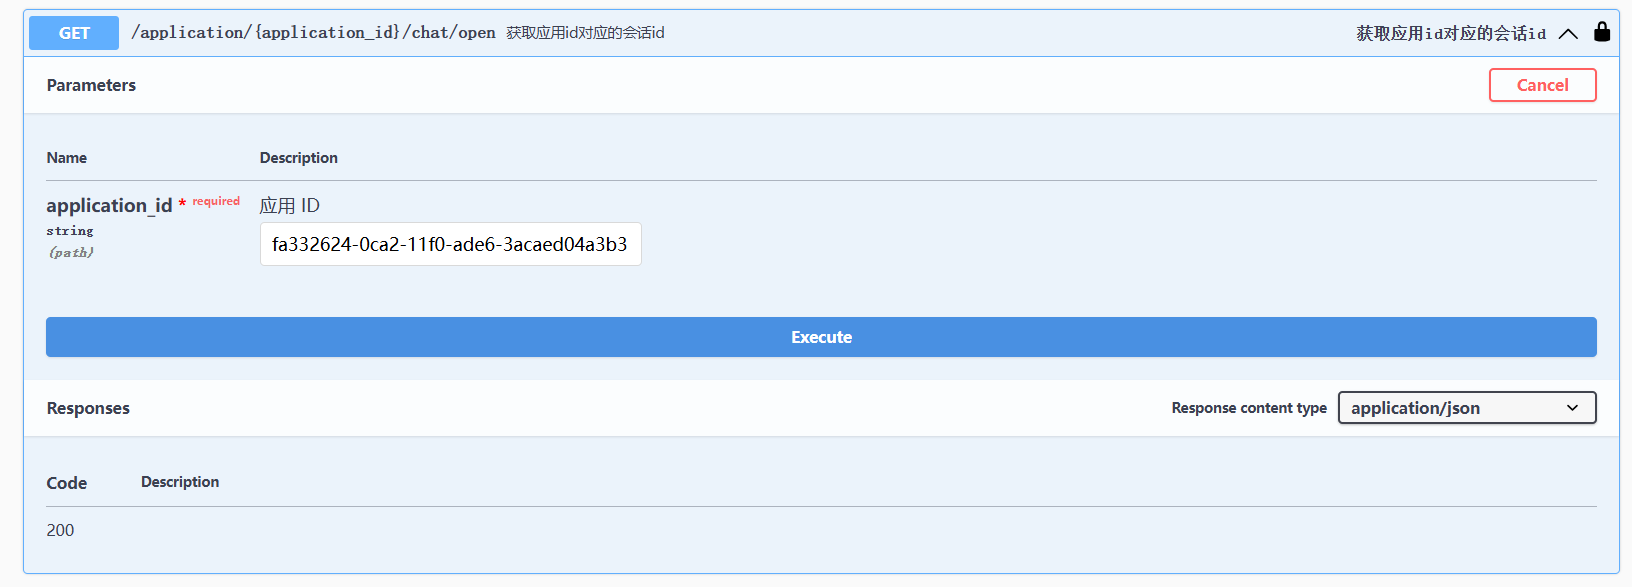 GET /application/{application_id}/chat/open 获取应用id对应的会话id 获取应用id对应的会话id
Parameters Cancel
Name Description
application_id * required 应用 ID
string
(path)
fa332624-0ca2-11f0-ade6-3acaed04a3b3
Execute
Responses Response content type application/json
Code Description
200